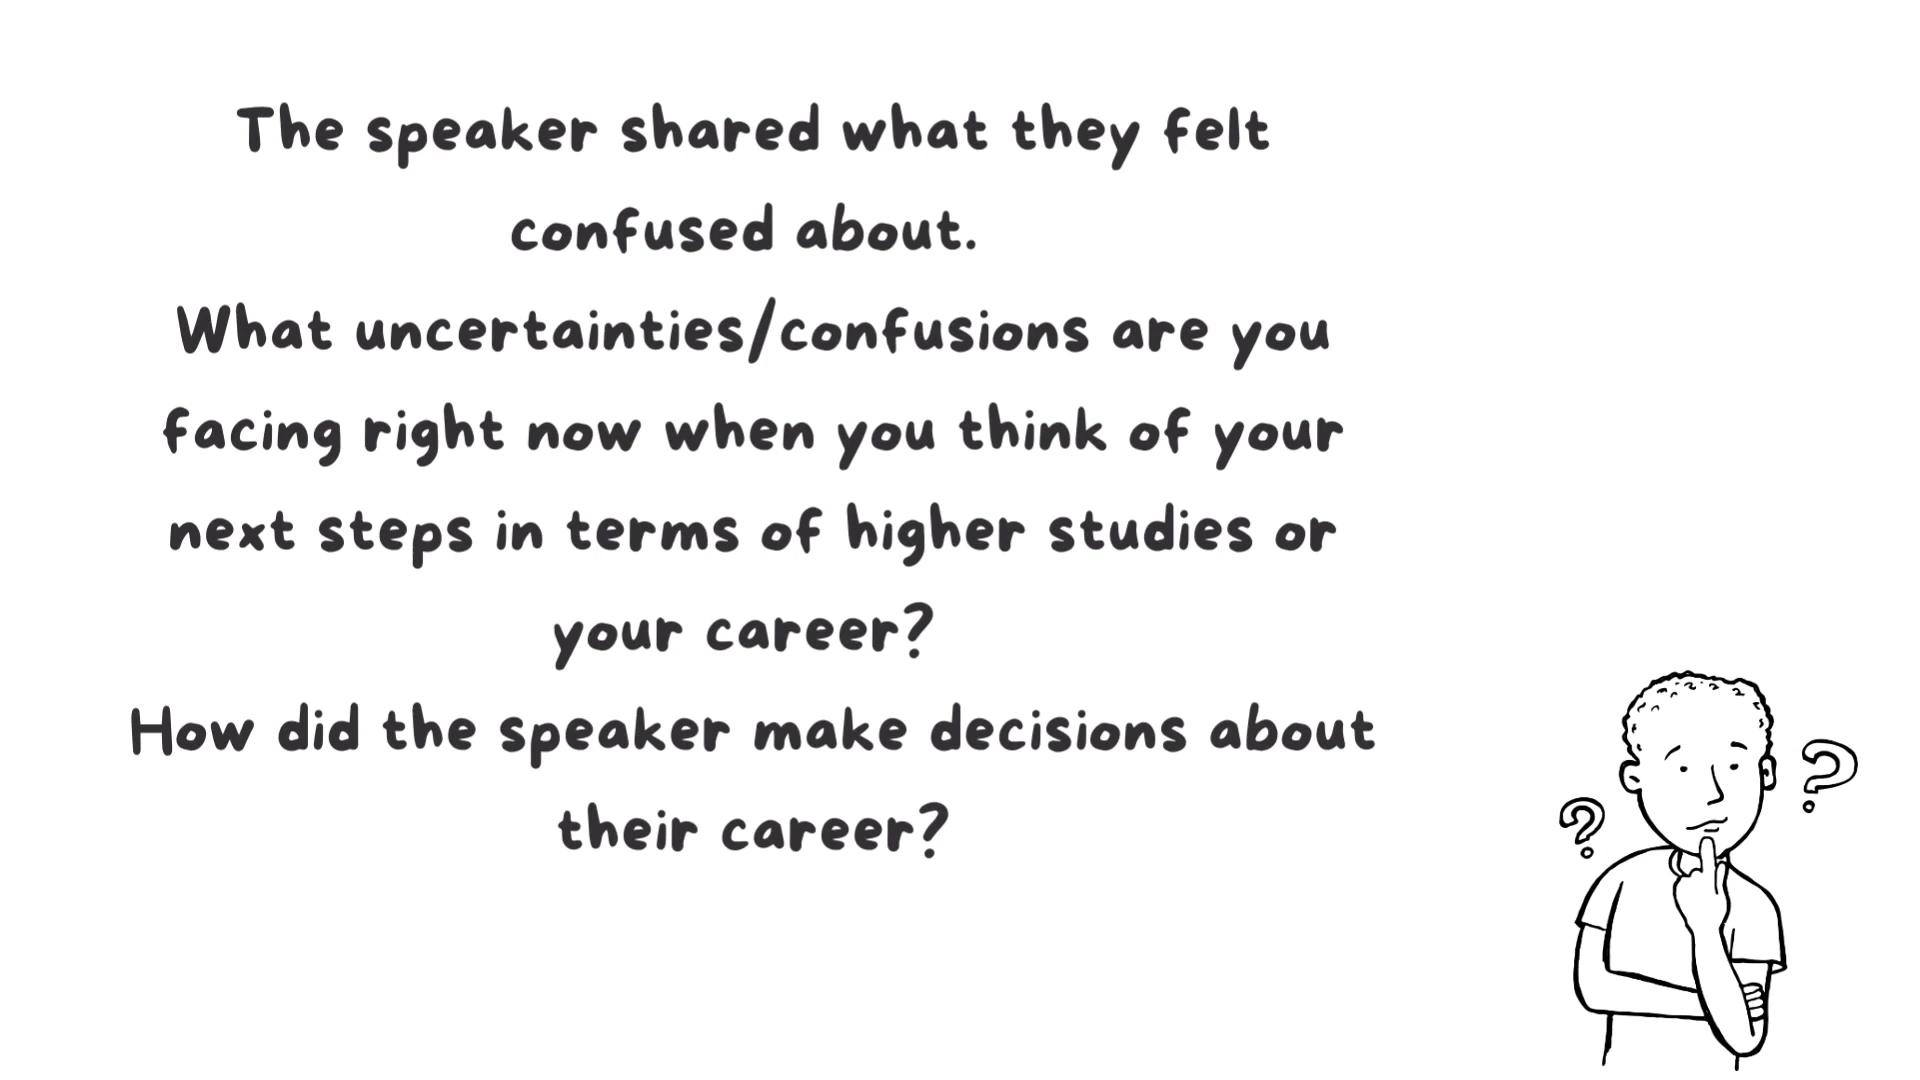 The speaker shared what they felt
confused about.
What uncertainties/confusions are you
facing right now when you think of your
next steps in terms of higher studies or
your career?
How did the speaker make decisions about
their career?